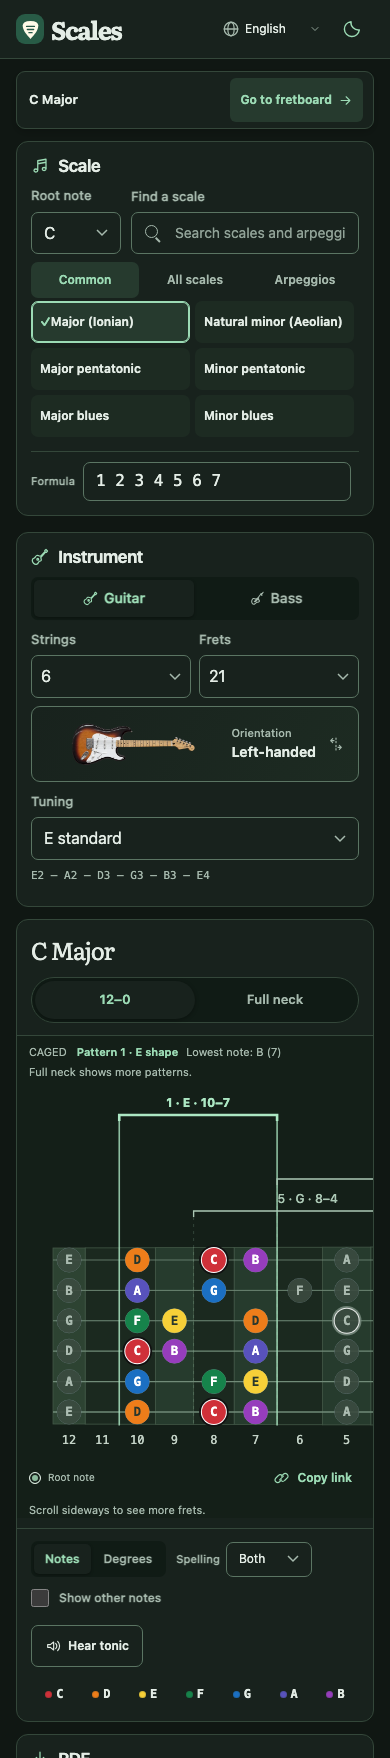 Scales
English
C Major
Go to fretboard →
Scale
Root note
Find a scale
C
Search scales and arpeggi
Common
All scales
Arpeggios
✓Major (Ionian)
Natural minor (Aeolian)
Major pentatonic
Minor pentatonic
Major blues
Minor blues
Formula
1 2 3 4 5 6 7
Instrument
Guitar
Bass
Strings
Frets
6
21
Orientation
Left-handed
Tuning
E standard
E2 — A2 — D3 — G3 — B3 — E4
C Major
12–0
Full neck
CAGED Pattern 1 · E shape Lowest note: B (7)
Full neck shows more patterns.
1 · E · 10–7
5 · G · 8–4
E D C B A
B A G F E
G F E D C
D C B A G
A G F E D
E D C B A
12 11 10 9 8 7 6 5
Root note
Copy link
Scroll sideways to see more frets.
Notes
Degrees
Spelling
Both
Show other notes
Hear tonic
C D E F G A B
PDF